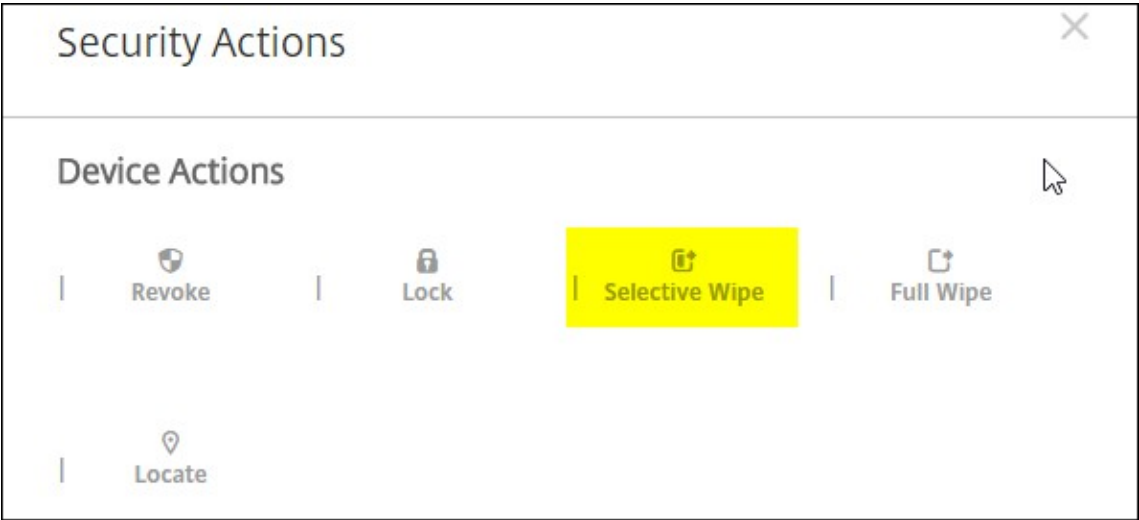 Security Actions
Device Actions
| Revoke | Lock | Selective Wipe | Full Wipe
| Locate